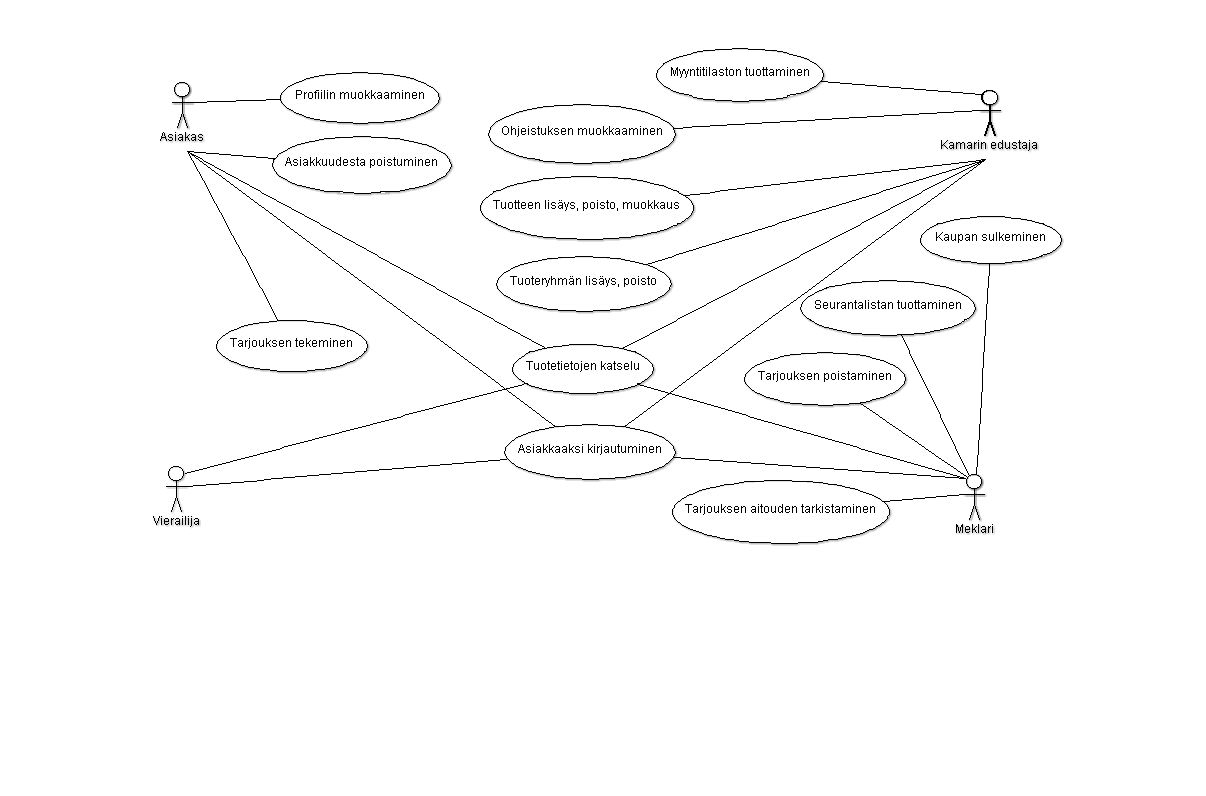 Myyntitilaston tuottaminen
Profiilin muokkaaminen
Asiakas
Ohjeistuksen muokkaaminen
Kamarin edustaja
Asiakkuudesta poistuminen
Tuotteen lisäys, poisto, muokkaus
Kaupan sulkeminen
Tuoteryhmän lisäys, poisto
Seurantalistan tuottaminen
Tarjouksen tekeminen
Tuotetietojen katselu
Tarjouksen poistaminen
Asiakkaaksi kirjautuminen
Tarjouksen aitouden tarkistaminen
Vierailija
Meklari